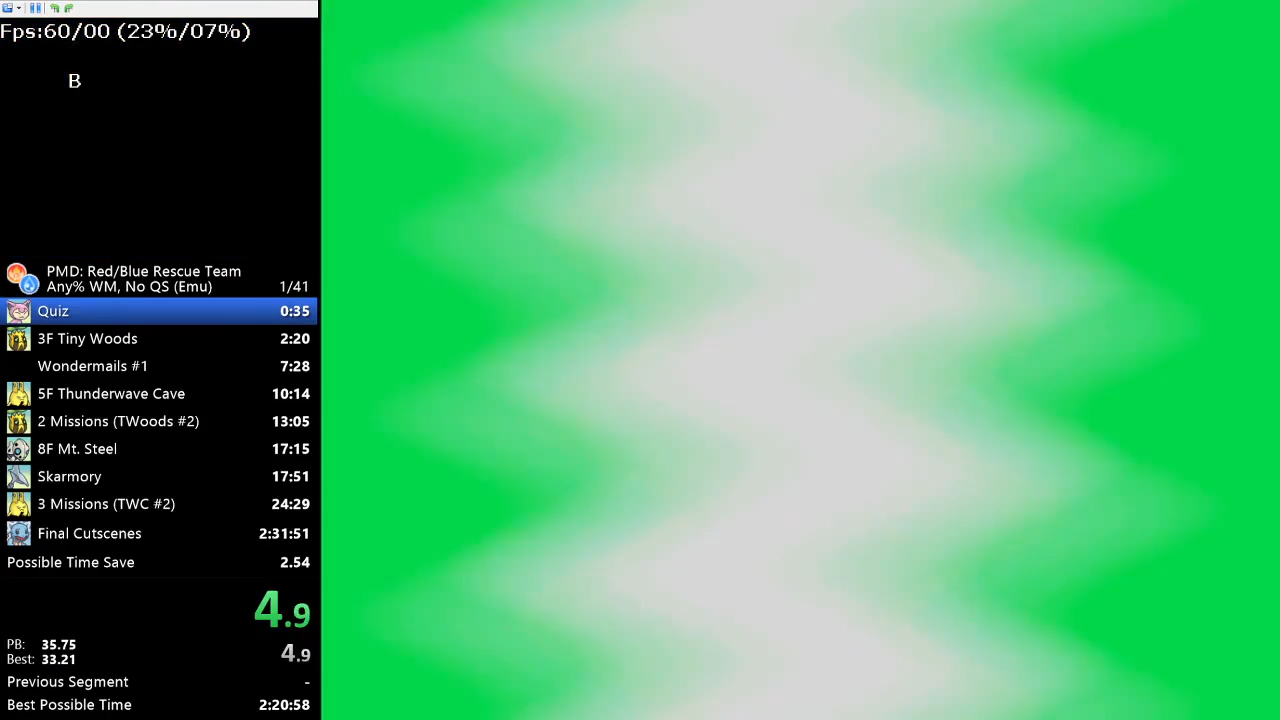 Fps:60/00 (23%/07%)
B
PMD: Red/Blue Rescue Team
Any% WM, No QS (Emu) 1/41
Quiz 0:35
3F Tiny Woods 2:20
Wondermails #1 7:28
5F Thunderwave Cave 10:14
2 Missions (TWoods #2) 13:05
8F Mt. Steel 17:15
Skarmory 17:51
3 Missions (TWC #2) 24:29
Final Cutscenes 2:31:51
Possible Time Save 2.54
4.9
PB: 35.75
Best: 33.21 4.9
Previous Segment -
Best Possible Time 2:20:58